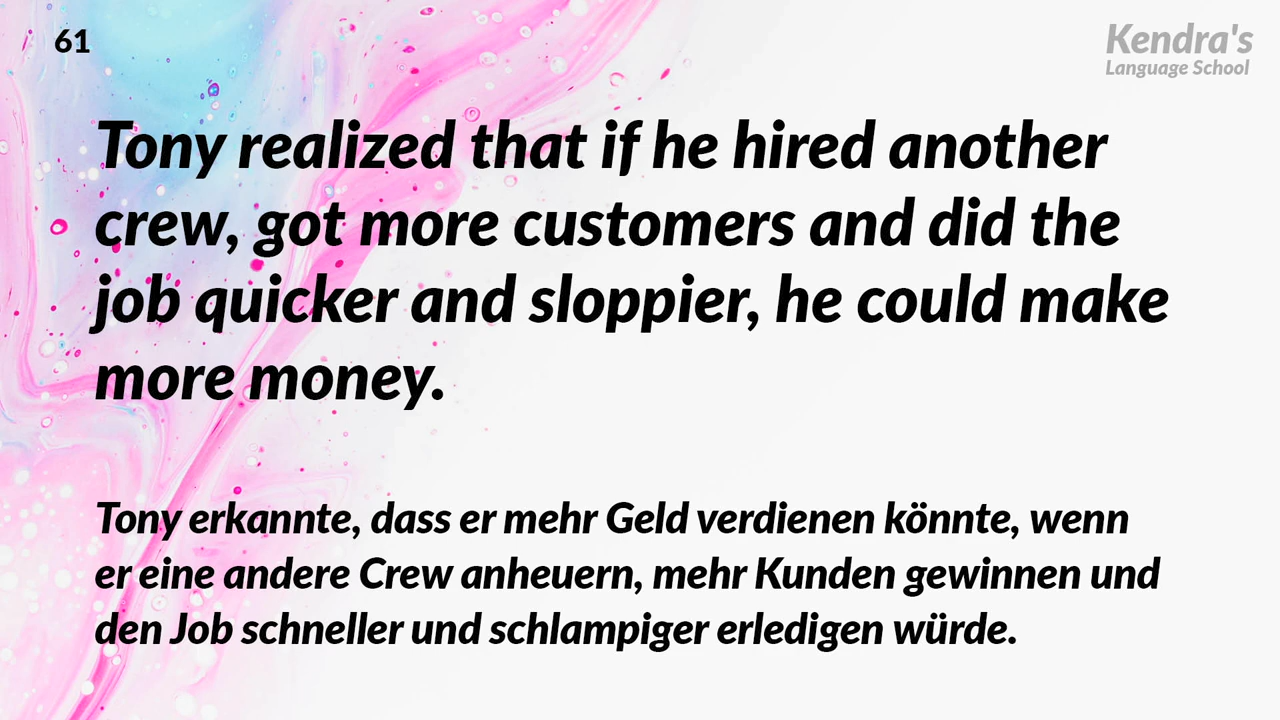 61
Kendra's
Language School
Tony realized that if he hired another
crew, got more customers and did the
job quicker and sloppier, he could make
more money.
Tony erkannte, dass er mehr Geld verdienen könnte, wenn
er eine andere Crew anheuern, mehr Kunden gewinnen und
den Job schneller und schlampiger erledigen würde.